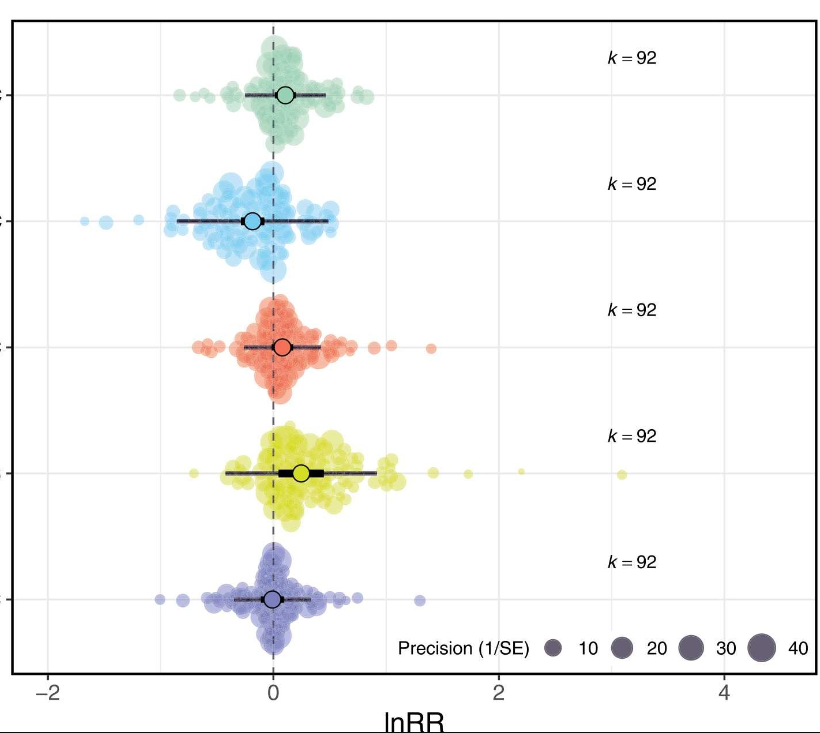 k = 92
k = 92
k = 92
k = 92
k = 92
Precision (1/SE) 10 20 30 40
−2 0 2 4
lnRR